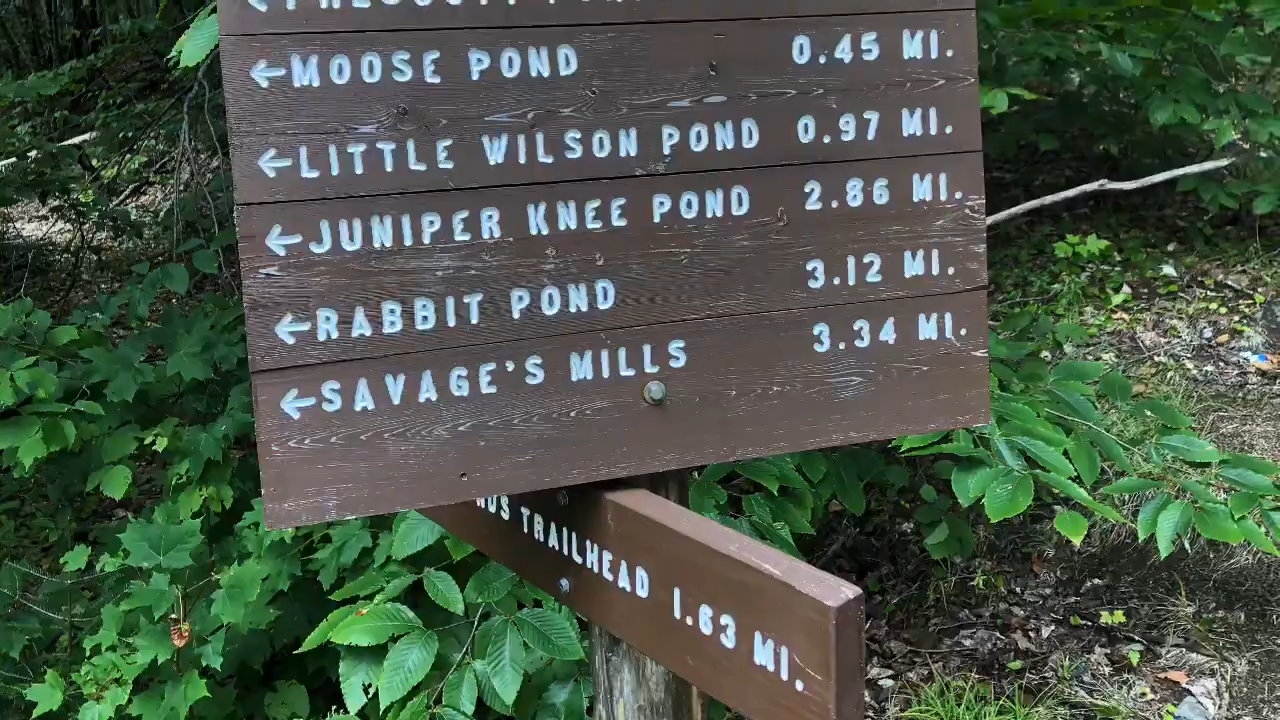 ←MOOSE POND 0.45 MI.
←LITTLE WILSON POND 0.97 MI.
←JUNIPER KNEE POND 2.86 MI.
←RABBIT POND 3.12 MI.
←SAVAGE'S MILLS 3.34 MI.
TRAILHEAD 1.63 MI.